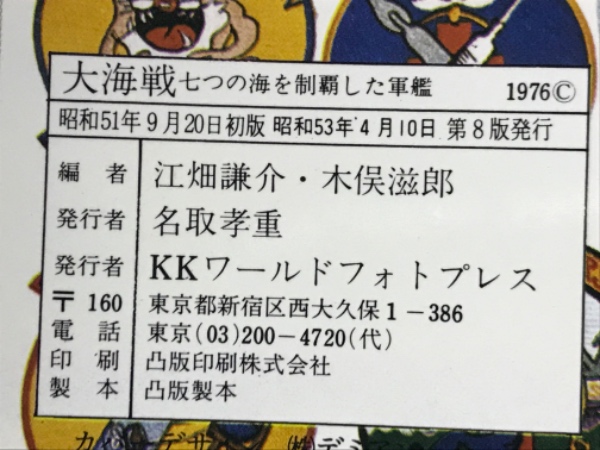 大海戦 七つの海を制覇した軍艦 1976©
昭和51年9月20日初版 昭和53年4月10日 第8版発行
編者 江畑謙介・木俣滋郎
発行者 名取孝重
発行者 KKワールドフォトプレス
〒160 東京都新宿区西大久保1-386
電話 東京(03)200-4720(代)
印刷 凸版印刷株式会社
製本 凸版製本